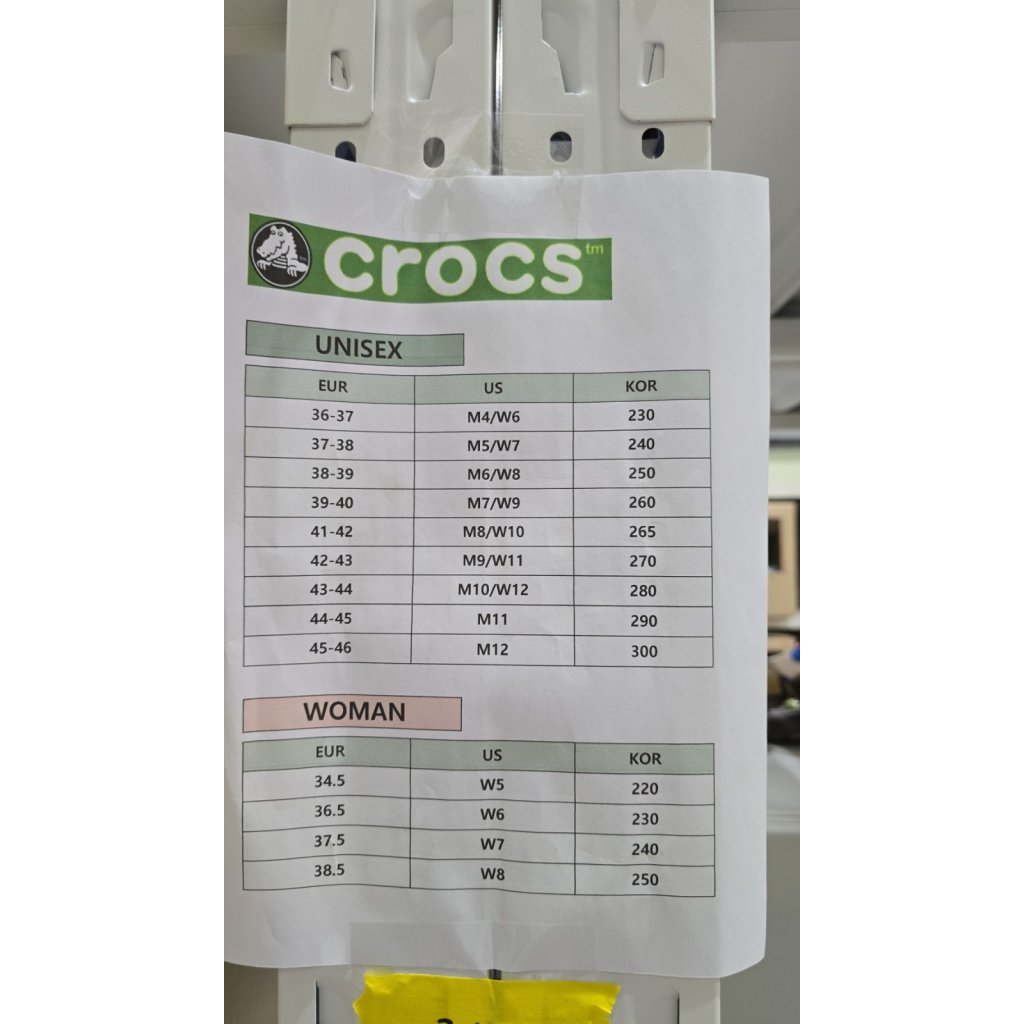 crocs™
UNISEX
EUR US KOR
36-37 M4/W6 230
37-38 M5/W7 240
38-39 M6/W8 250
39-40 M7/W9 260
41-42 M8/W10 265
42-43 M9/W11 270
43-44 M10/W12 280
44-45 M11 290
45-46 M12 300
WOMAN
EUR US KOR
34.5 W5 220
36.5 W6 230
37.5 W7 240
38.5 W8 250